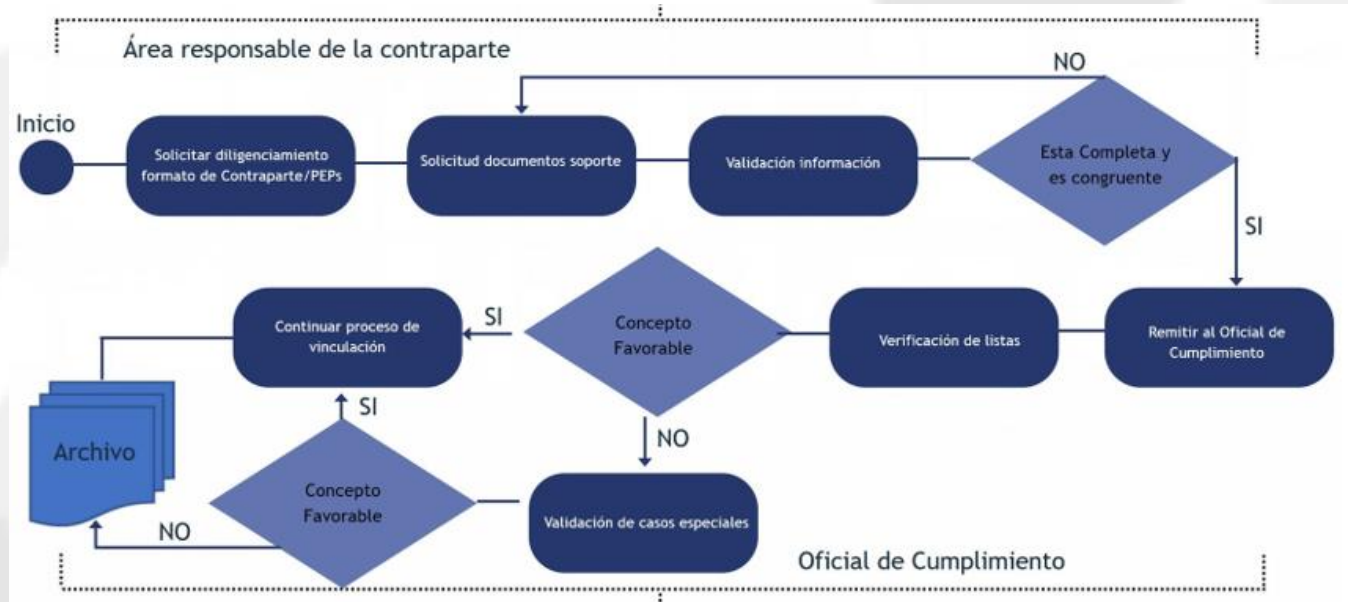 Área responsable de la contraparte
NO
Inicio
Solicitar diligenciamiento
formato de Contraparte/PEPs
Solicitud documentos soporte
Validación información
Esta Completa y
es congruente
SI
Continuar proceso de
vinculación
SI
Concepto
Favorable
Verificación de listas
Remitir al Oficial de
Cumplimiento
SI
NO
Archivo
Concepto
Favorable
Validación de casos especiales
NO
Oficial de Cumplimiento